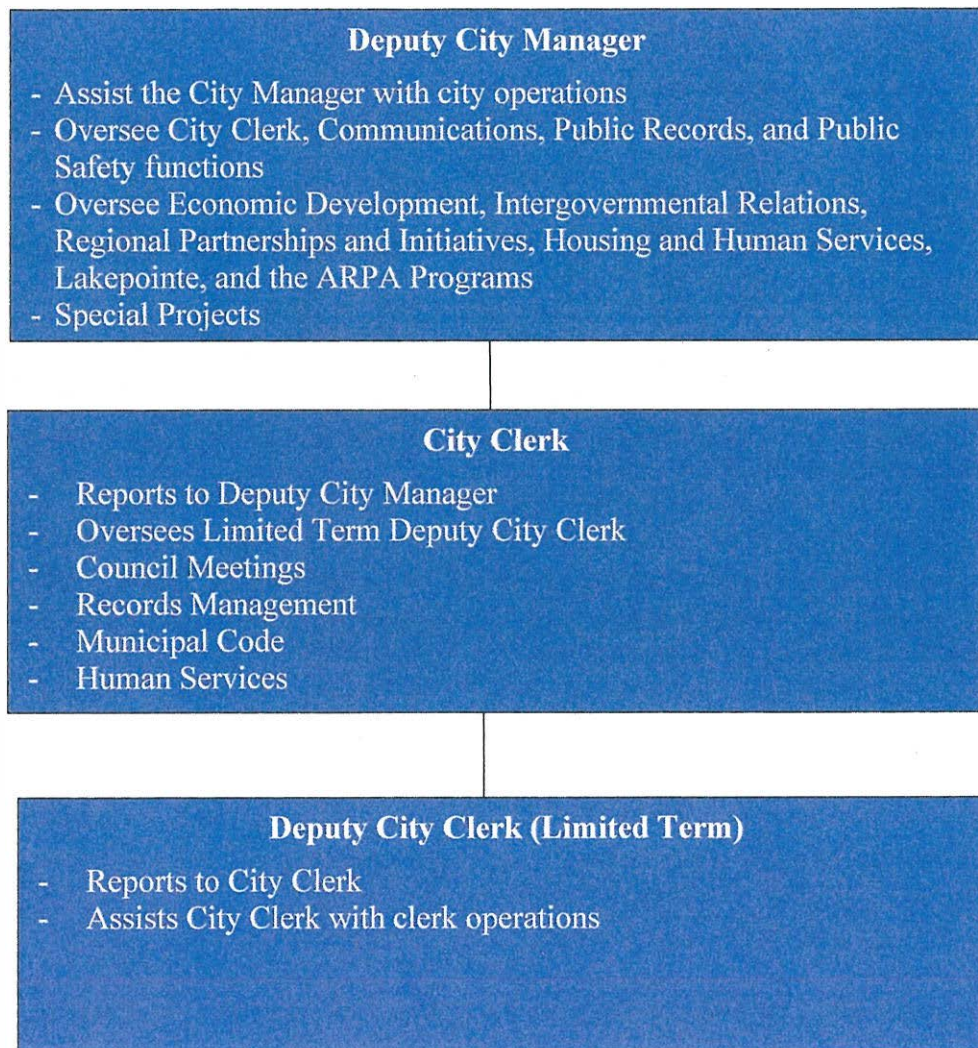 Deputy City Manager
- Assist the City Manager with city operations
- Oversee City Clerk, Communications, Public Records, and Public
Safety functions
- Oversee Economic Development, Intergovernmental Relations,
Regional Partnerships and Initiatives, Housing and Human Services,
Lakepointe, and the ARPA Programs
- Special Projects
City Clerk
- Reports to Deputy City Manager
- Oversees Limited Term Deputy City Clerk
- Council Meetings
- Records Management
- Municipal Code
- Human Services
Deputy City Clerk (Limited Term)
- Reports to City Clerk
- Assists City Clerk with clerk operations